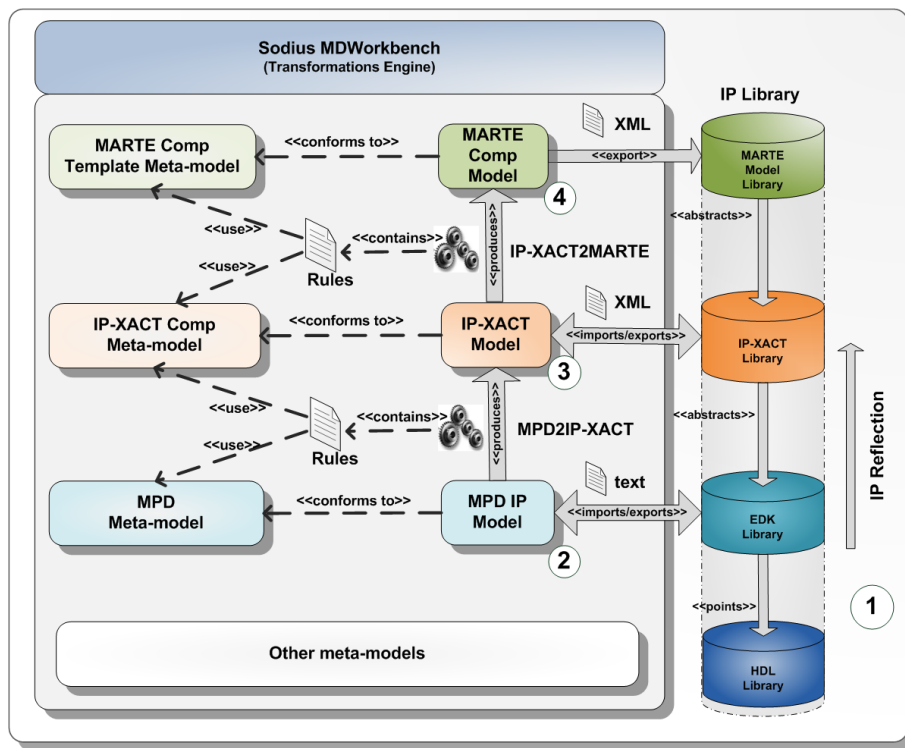 Sodius MDWorkbench
(Transformations Engine)
IP Library
XML
MARTE Comp
Template Meta-model
<<conforms to>>
MARTE
Comp
Model
<<export>>
MARTE
Model
Library
4
<<use>>
<<contains>>
<<produces>>
IP-XACT2MARTE
<<abstracts>>
<<use>>
Rules
XML
IP-XACT Comp
Meta-model
<<conforms to>>
IP-XACT
Model
<<imports/exports>>
IP-XACT
Library
3
<<use>>
<<contains>>
<<produces>>
MPD2IP-XACT
<<abstracts>>
IP Reflection
<<use>>
Rules
text
MPD
Meta-model
<<conforms to>>
MPD IP
Model
<<imports/exports>>
EDK
Library
2
<<points>>
1
Other meta-models
HDL
Library